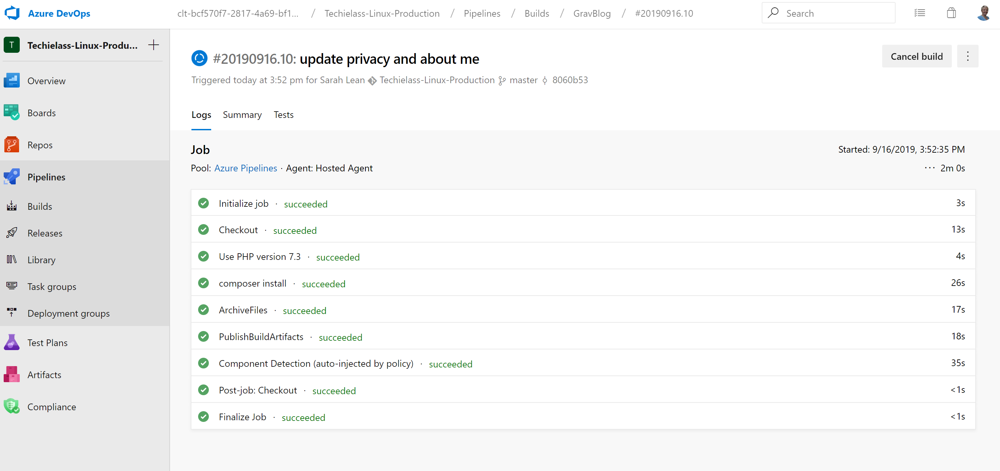 Azure DevOps
clt-bcf570f7-2817-4a69-bf1... / Techielass-Linux-Production / Pipelines / Builds / GravBlog / #20190916.10
Search
T Techielass-Linux-Produ... +
Overview
Boards
Repos
Pipelines
Builds
Releases
Library
Task groups
Deployment groups
Test Plans
Artifacts
Compliance
#20190916.10: update privacy and about me
Cancel build
Triggered today at 3:52 pm for Sarah Lean Techielass-Linux-Production master 8060b53
Logs Summary Tests
Job
Started: 9/16/2019, 3:52:35 PM
Pool: Azure Pipelines · Agent: Hosted Agent
··· 2m 0s
Initialize job · succeeded 3s
Checkout · succeeded 13s
Use PHP version 7.3 · succeeded 4s
composer install · succeeded 26s
ArchiveFiles · succeeded 17s
PublishBuildArtifacts · succeeded 18s
Component Detection (auto-injected by policy) · succeeded 35s
Post-job: Checkout · succeeded <1s
Finalize Job · succeeded <1s